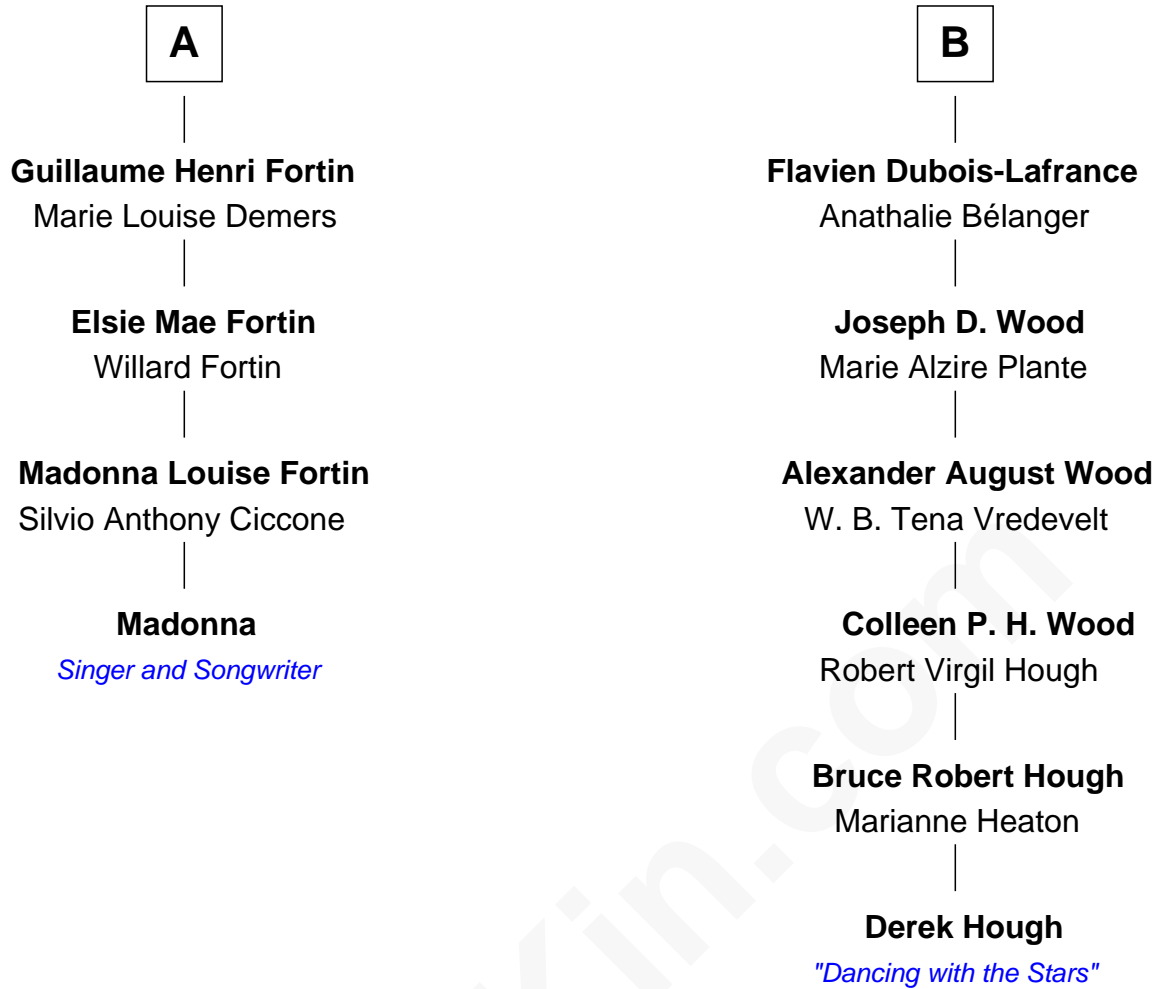 A
Guillaume Henri Fortin
Marie Louise Demers
Elsie Mae Fortin
Willard Fortin
Madonna Louise Fortin
Silvio Anthony Ciccone
Madonna
Singer and Songwriter
B
Flavien Dubois-Lafrance
Anathalie Bélanger
Joseph D. Wood
Marie Alzire Plante
Alexander August Wood
W. B. Tena Vredevelt
Colleen P. H. Wood
Robert Virgil Hough
Bruce Robert Hough
Marianne Heaton
Derek Hough
"Dancing with the Stars"
Kin.com